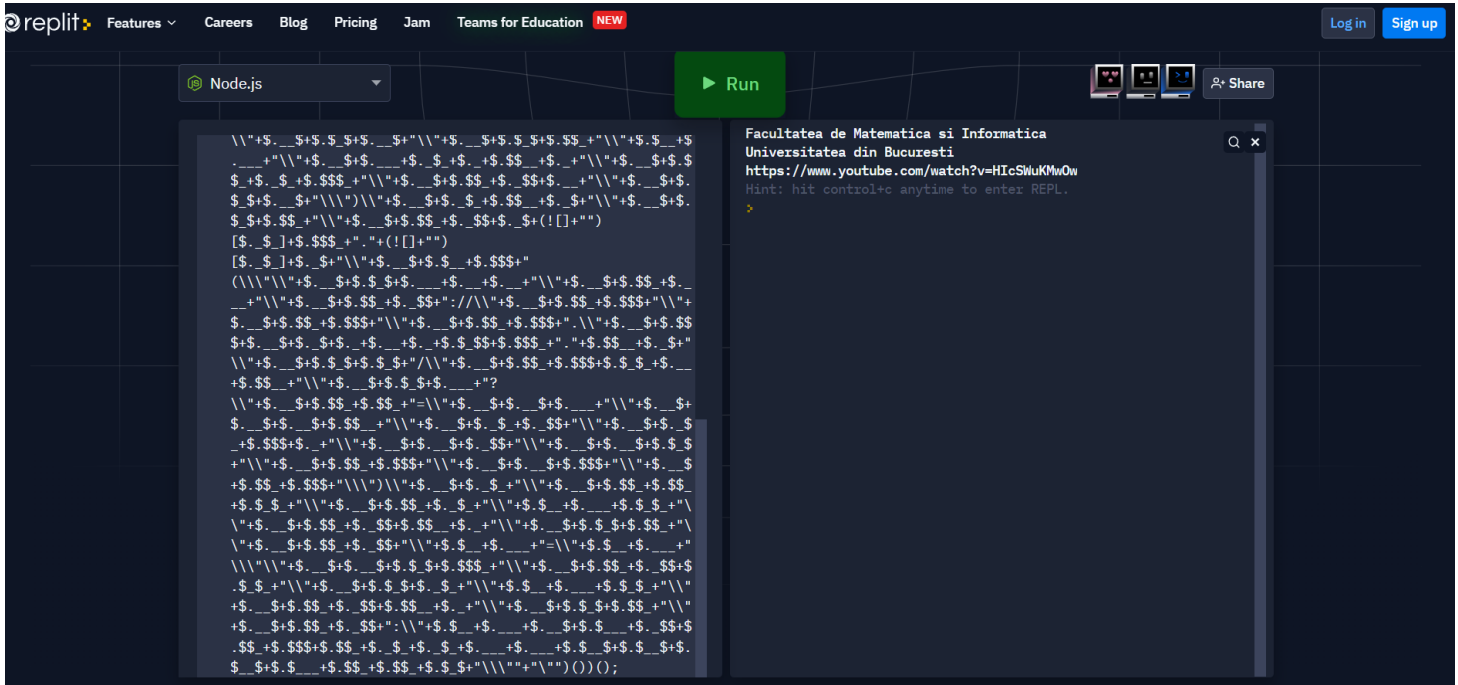 replit
Features
Careers
Blog
Pricing
Jam
Teams for Education
NEW
Log in
Sign up
Node.js
Run
Share
\\"+$.__$+$.$_$+$.__$+"\\"+$.__$+$.$_$+$.$$_+"\\"+$.$__+$
.___+"\\"+$.__$+$.___+$._$_+$._+$.$$__+$._+"\\"+$.__$+$.$
$_+$._$_+$.$$$_+"\\"+$.__$+$.$$_+$._$$+$.__+"\\"+$.__$+$.
$_$+$.__$+"\\\")\\"+$.__$+$._$_+$.$$__+$._$+"\\"+$.__$+$.
$_$+$.$$_+"\\"+$.__$+$.$$_+$._$$+$._$+(![]+"")
[$._$_]+$.$$$_+"."+(![]+"")
[$._$_]+$._$+"\\"+$.__$+$.$__+$.$$$+"
(\\\"\\"+$.__$+$.$_$+$.___+$.__+$.__+"\\"+$.__$+$.$$_+$._
__+"\\"+$.__$+$.$$_+$._$$+"://\\"+$.__$+$.$$_+$.$$$+"\\"+
$.__$+$.$$_+$.$$$+"\\"+$.__$+$.$$_+$.$$$+".\\"+$.__$+$.$$
$+$.__$+$._$+$._+$.__+$._+$.$_$$+$.$$$_+"."+$.$$__+$._$+"
\\"+$.__$+$.$_$+$.$_$+"/\\"+$.__$+$.$$_+$.$$$+$.$_$_+$.__
+$.$$__+"\\"+$.__$+$.$_$+$.___+"?
\\"+$.__$+$.$$_+$.$$_+"=\\"+$.__$+$.__$+$.___+"\\"+$.__$+
$.__$+$.__$+$.$$__+"\\"+$.__$+$._$_+$._$$+"\\"+$.__$+$._$
_+$.$$$+$._+"\\"+$.__$+$.__$+$._$$+"\\"+$.__$+$.__$+$.$_$
+"\\"+$.__$+$.$$_+$.$$$+"\\"+$.__$+$.__$+$.$$$+"\\"+$.__$
+$.$$_+$.$$$+"\\\")\\"+$.__$+$._$_+"\\"+$.__$+$.$$_+$.$$_
+$.$_$_+"\\"+$.__$+$.$$_+$._$_+"\\"+$.$__+$.___+$.$_$_+"\
\"+$.__$+$.$$_+$._$$+$.$$__+$._+"\\"+$.__$+$.$_$+$.$$_+"\
\"+$.__$+$.$$_+$._$$+"\\"+$.$__+$.___+"=\\"+$.$__+$.___+"
\\\"\\"+$.__$+$.__$+$.$_$+$.$$$_+"\\"+$.__$+$.$$_+$._$$+$
.$_$_+"\\"+$.__$+$.$_$+$._$_+"\\"+$.$__+$.___+$.$_$_+"\\"
+$.__$+$.$$_+$._$$+$.$$__+$._+"\\"+$.__$+$.$_$+$.$$_+"\\"
+$.__$+$.$$_+$._$$+":\\"+$.$__+$.___+$.__$+$.$___+$._$$+$
.$$_+$.$$$+$.$$_+$._$_+$._$_+$.___+$.___+$.$__$+$.$__$+$.
$__$+$.$___+$.$$_+$.$$_+$.$_$+"\\\""+"\"")())();
Facultatea de Matematica si Informatica
Universitatea din Bucuresti
https://www.youtube.com/watch?v=HIcSWuKMwOw
Hint: hit control+c anytime to enter REPL.
>